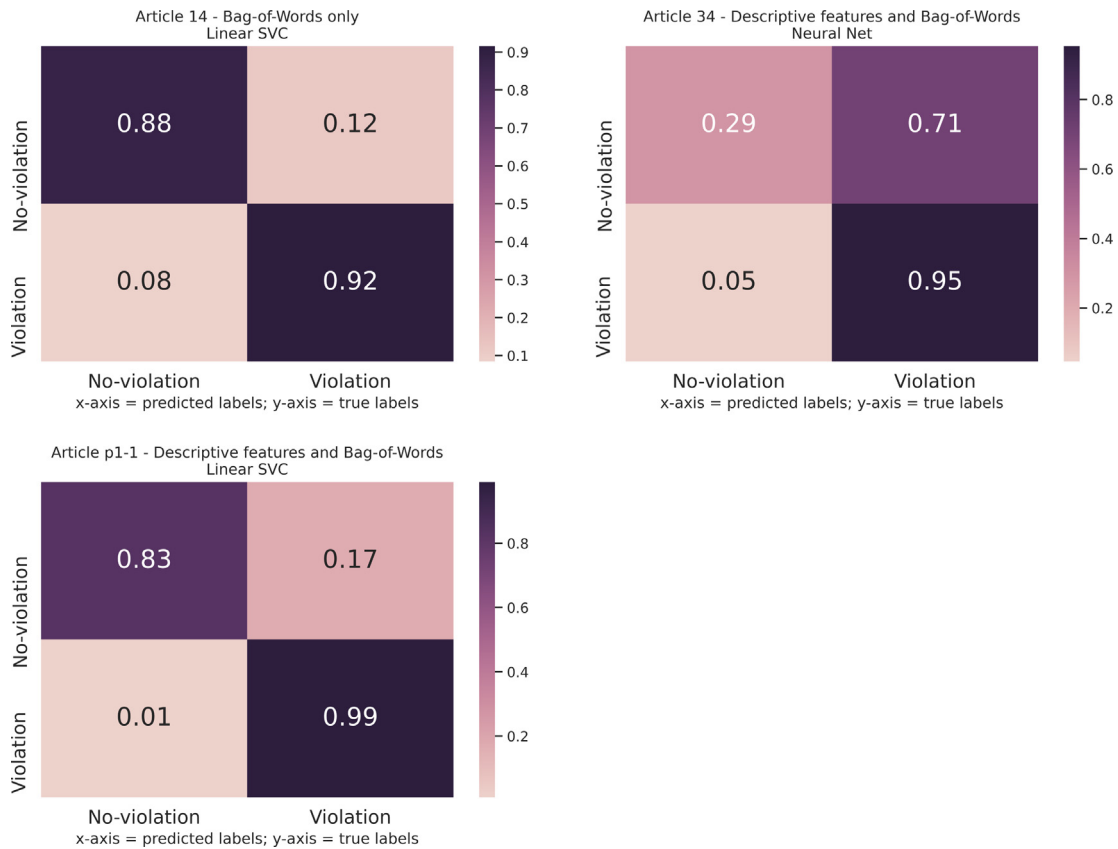 Article 14 - Bag-of-Words only
Linear SVC
No-violation
Violation
0.88
0.12
0.08
0.92
0.9
0.8
0.7
0.6
0.5
0.4
0.3
0.2
0.1
No-violation
Violation
x-axis = predicted labels; y-axis = true labels
Article 34 - Descriptive features and Bag-of-Words
Neural Net
No-violation
Violation
0.29
0.71
0.05
0.95
0.8
0.6
0.4
0.2
No-violation
Violation
x-axis = predicted labels; y-axis = true labels
Article p1-1 - Descriptive features and Bag-of-Words
Linear SVC
No-violation
Violation
0.83
0.17
0.01
0.99
0.8
0.6
0.4
0.2
No-violation
Violation
x-axis = predicted labels; y-axis = true labels